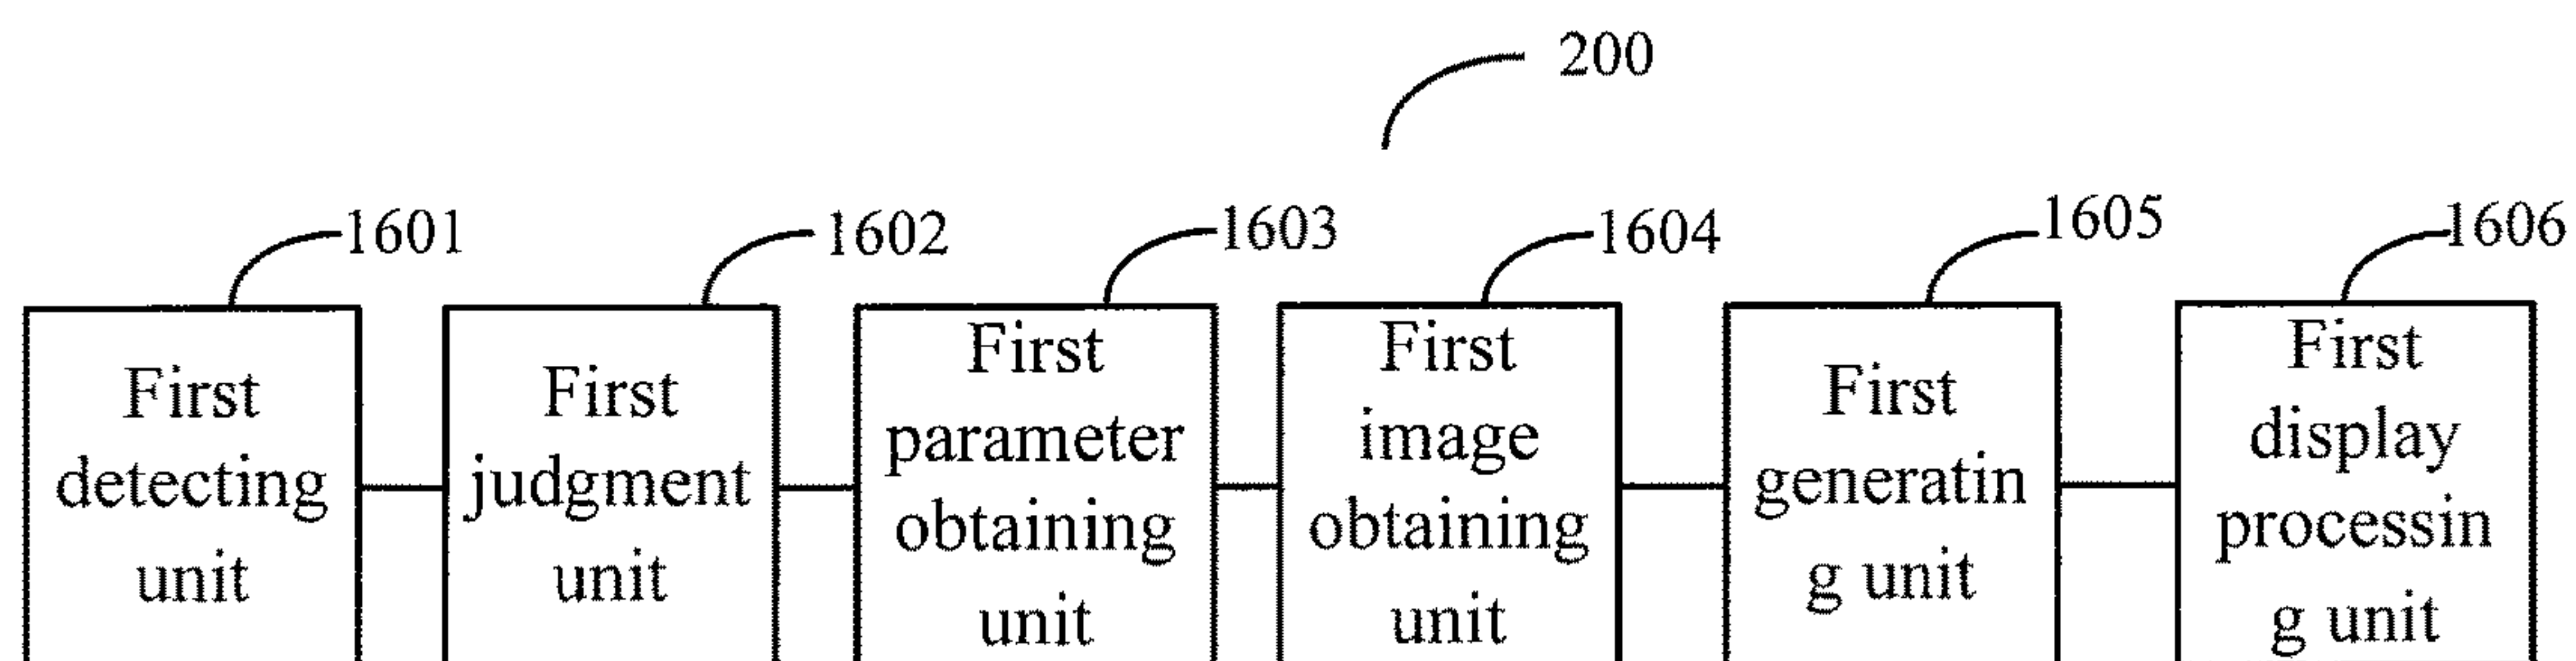 200
1601
1602
1603
1604
1605
1606
First
detecting
unit
First
judgment
unit
First
parameter
obtaining
unit
First
image
obtaining
unit
First
generatin
g unit
First
display
processin
g unit